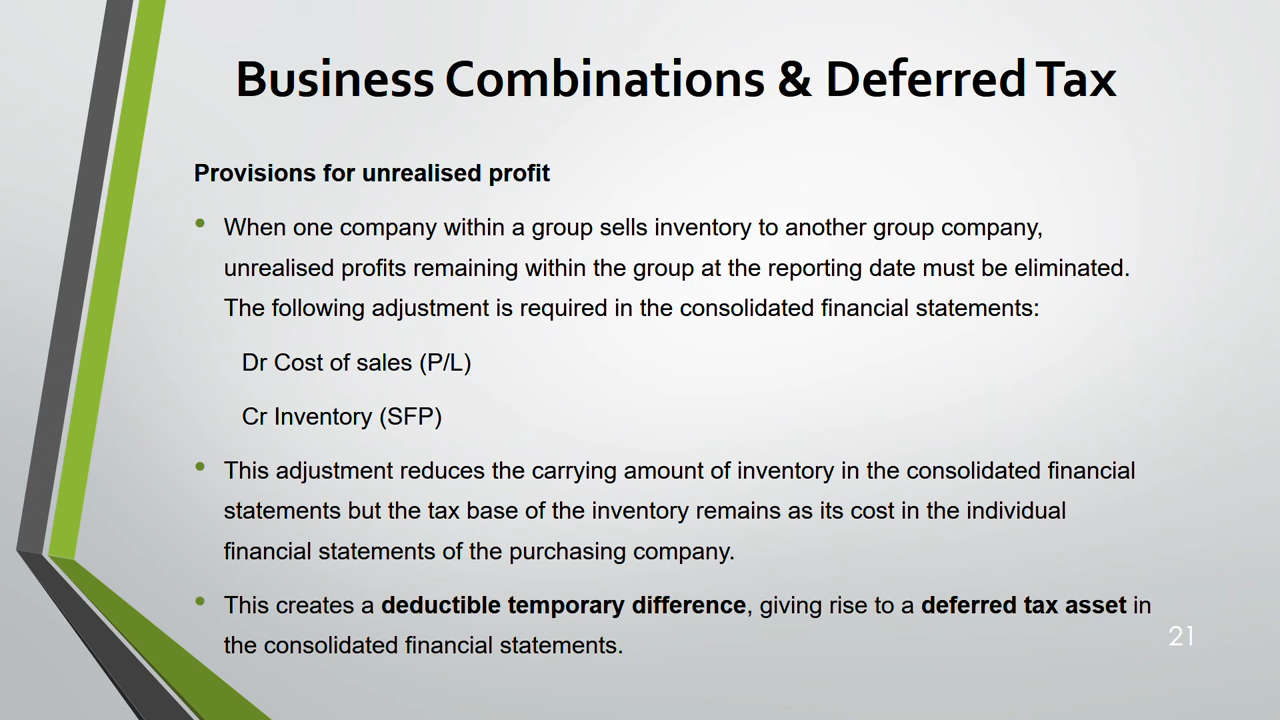 Business Combinations & Deferred Tax
Provisions for unrealised profit
• When one company within a group sells inventory to another group company,
unrealised profits remaining within the group at the reporting date must be eliminated.
The following adjustment is required in the consolidated financial statements:
Dr Cost of sales (P/L)
Cr Inventory (SFP)
• This adjustment reduces the carrying amount of inventory in the consolidated financial
statements but the tax base of the inventory remains as its cost in the individual
financial statements of the purchasing company.
• This creates a deductible temporary difference, giving rise to a deferred tax asset in
the consolidated financial statements.
21